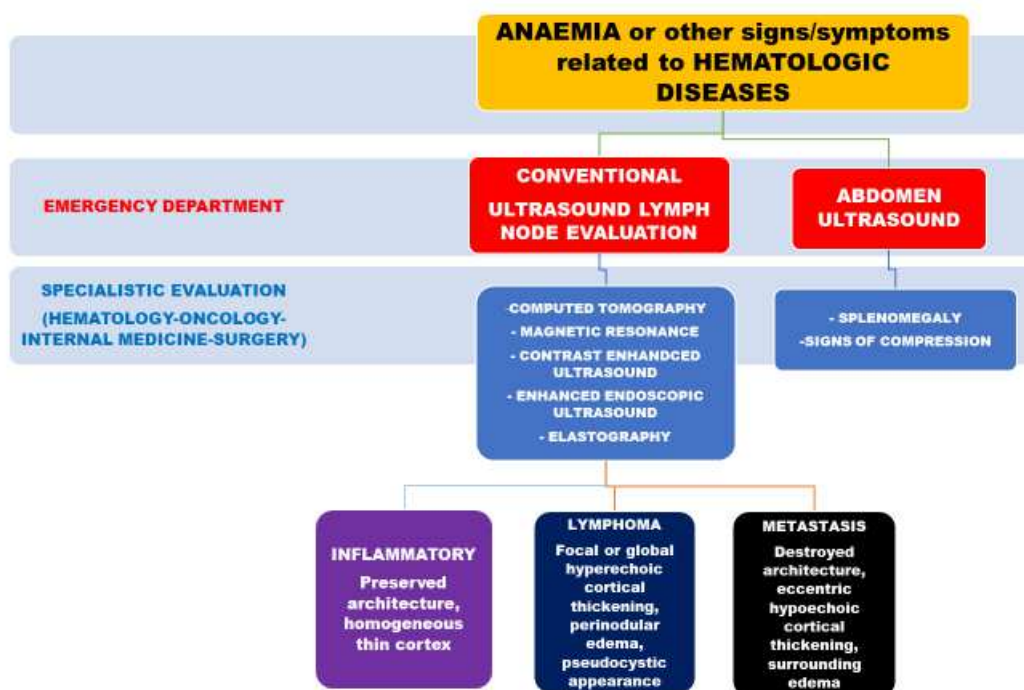 ANAEMIA or other signs/symptoms
related to HEMATOLOGIC
DISEASES
EMERGENCY DEPARTMENT
CONVENTIONAL
ULTRASOUND LYMPH
NODE EVALUATION
ABDOMEN
ULTRASOUND
SPECIALISTIC EVALUATION
(HEMATOLOGY-ONCOLOGY-
INTERNAL MEDICINE-SURGERY)
-COMPUTED TOMOGRAPHY
- MAGNETIC RESONANCE
- CONTRAST ENHANDCED
ULTRASOUND
- ENHANCED ENDOSCOPIC
ULTRASOUND
- ELASTOGRAPHY
- SPLENOMEGALY
-SIGNS OF COMPRESSION
INFLAMMATORY
Preserved
architecture,
homogeneous
thin cortex
LYMPHOMA
Focal or global
hyperechoic
cortical
thickening,
perinodular
edema,
pseudocystic
appearance
METASTASIS
Destroyed
architecture,
eccentric
hypoechoic
cortical
thickening,
surrounding
edema